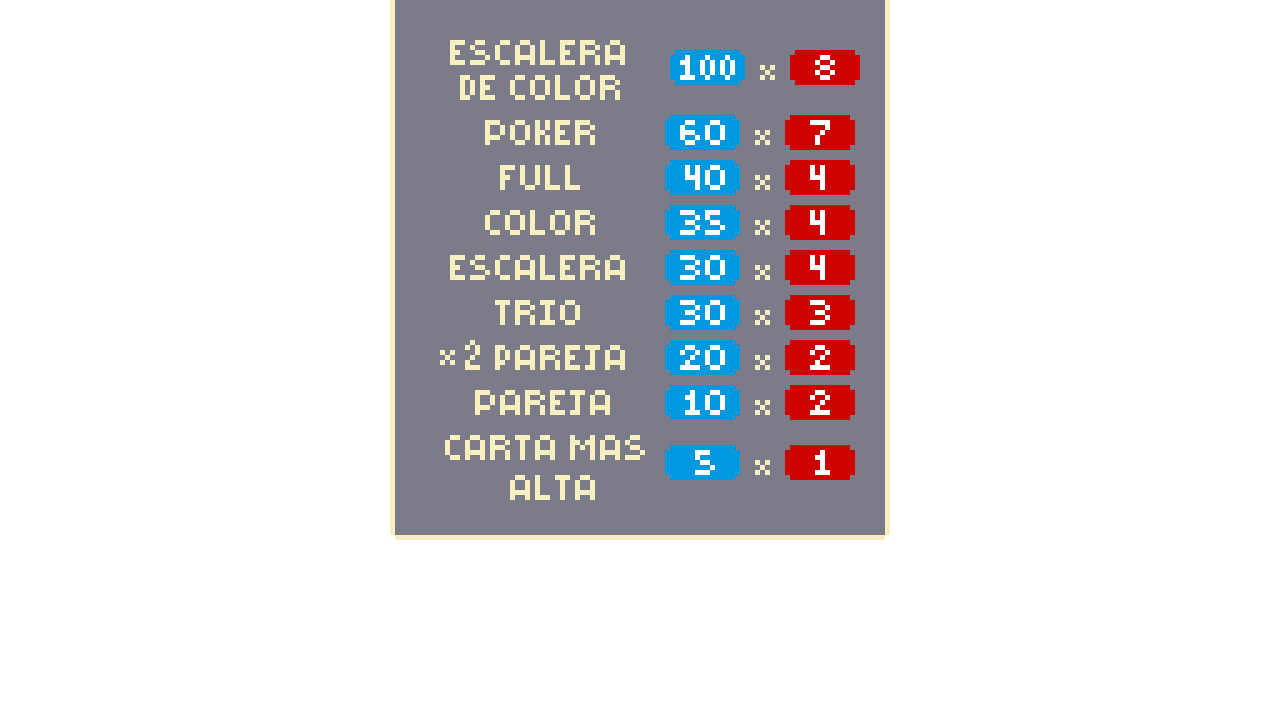 ESCALERA
DE COLOR 100 x 8
POKER 60 x 7
FULL 40 x 4
COLOR 35 x 4
ESCALERA 30 x 4
TRIO 30 x 3
x2 PAREJA 20 x 2
PAREJA 10 x 2
CARTA MAS
ALTA 5 x 1